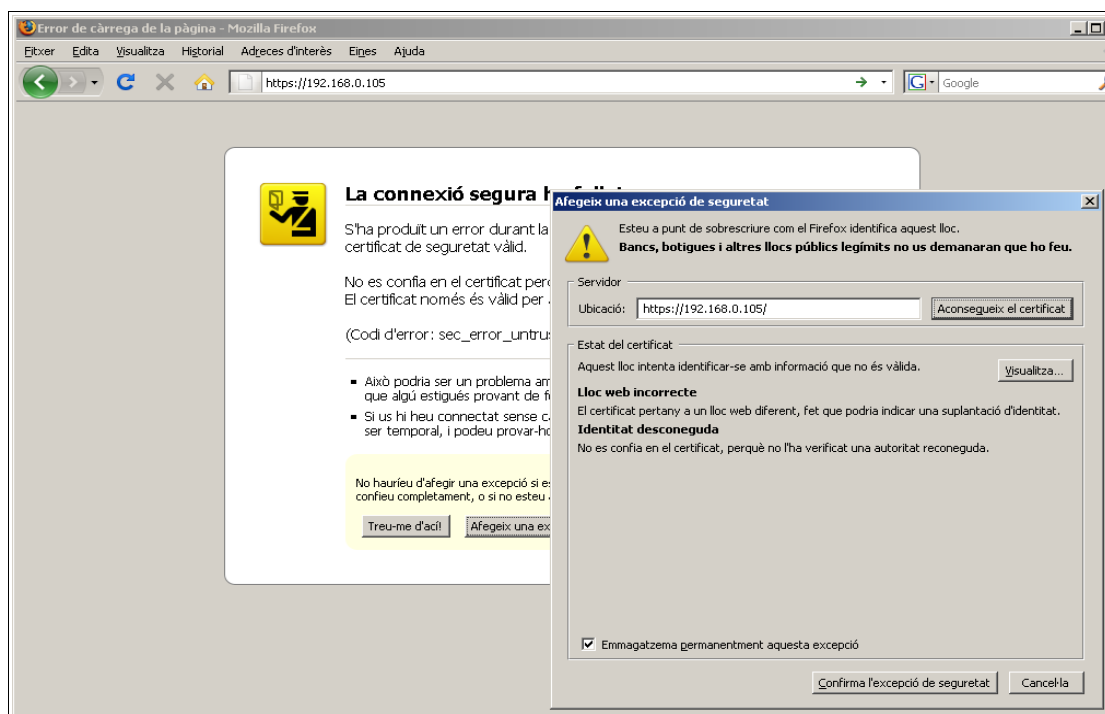 Error de càrrega de la pàgina - Mozilla Firefox
Fitxer Edita Visualitza Historial Adreces d'interès Eines Ajuda
https://192.168.0.105
G Google
La connexió segura h
S'ha produït un error durant la
certificat de seguretat vàlid.
No es confia en el certificat per
El certificat només és vàlid per
(Codi d'error: sec_error_untru
Això podria ser un problema am
que algú estigués provant de f
Si us hi heu connectat sense c
ser temporal, i podeu provar-ho
No hauríeu d'afegir una excepció si e
confieu completament, o si no esteu
Treu-me d'ací! Afegeix una ex
Afegeix una excepció de seguretat
Esteu a punt de sobrescriure com el Firefox identifica aquest lloc.
Bancs, botigues i altres llocs públics legítims no us demanaran que ho feu.
Servidor
Ubicació: https://192.168.0.105/ Aconsegueix el certificat
Estat del certificat
Aquest lloc intenta identificar-se amb informació que no és vàlida. Visualitza...
Lloc web incorrecte
El certificat pertany a un lloc web diferent, fet que podria indicar una suplantació d'identitat.
Identitat desconeguda
No es confia en el certificat, perquè no l'ha verificat una autoritat reconeguda.
Emmagatzema permanentment aquesta excepció
Confirma l'excepció de seguretat Cancel·la